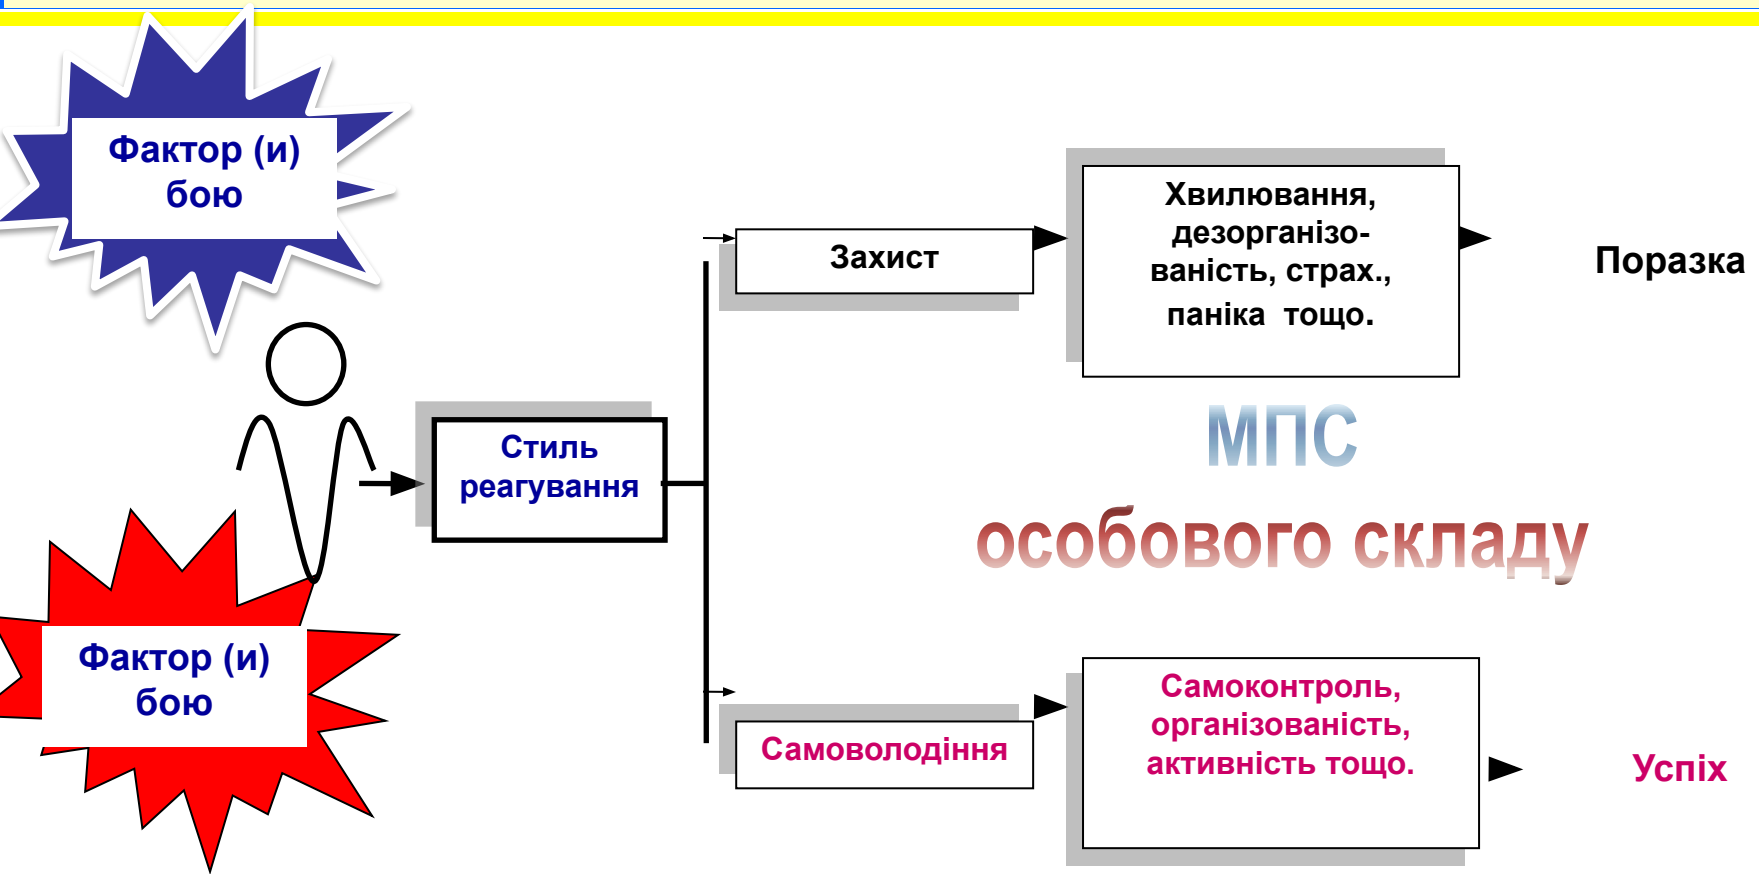 Фактор (и)
бою
Захист
Хвилювання,
дезорганізо-
ваність, страх.,
паніка тощо.
Поразка
Стиль
реагування
МПС
особового складу
Фактор (и)
бою
Самоволодіння
Самоконтроль,
організованість,
активність тощо.
Успіх